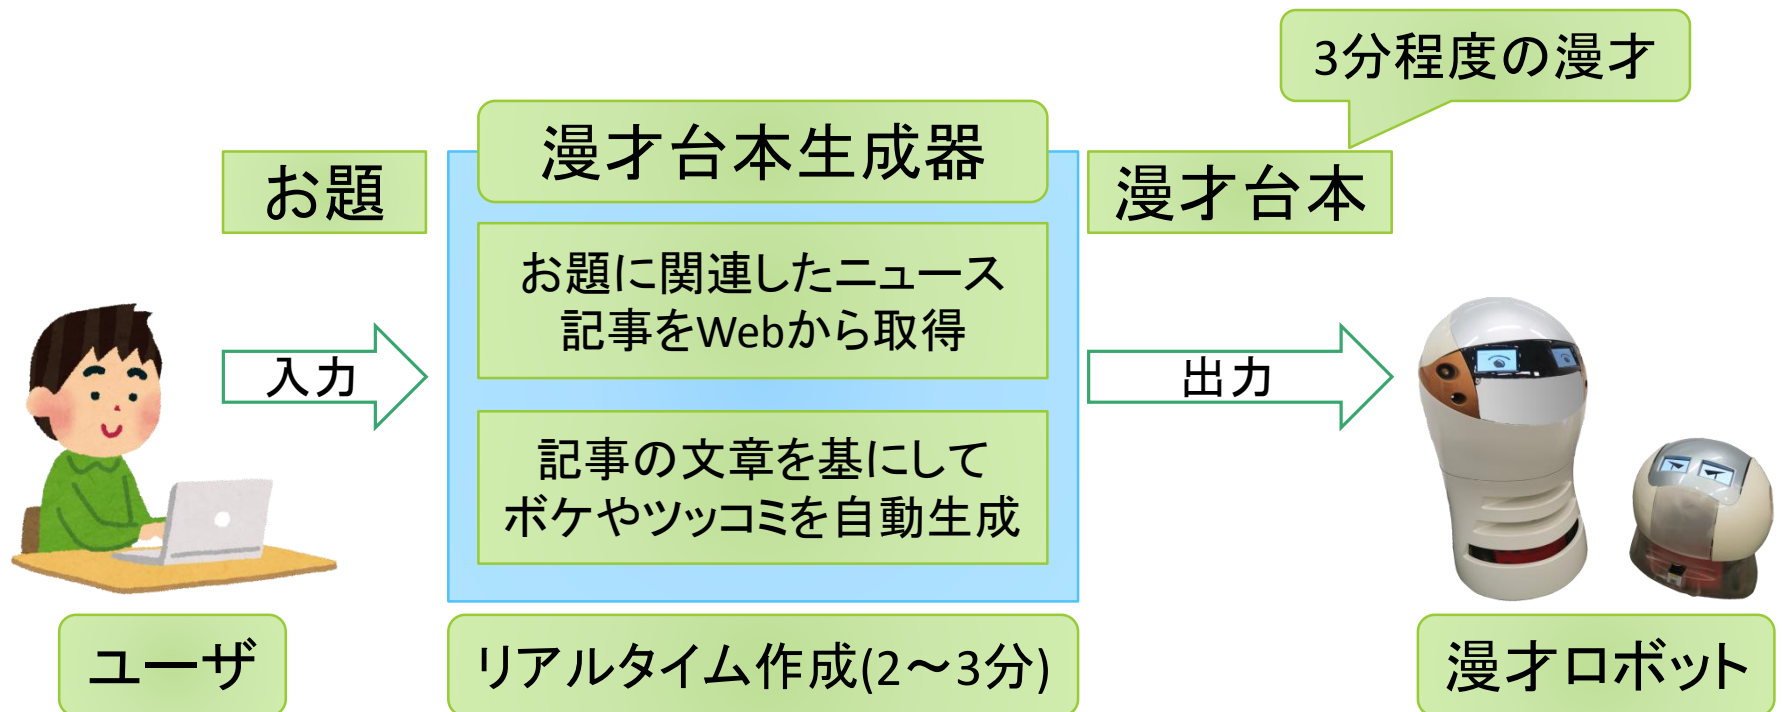 3分程度の漫才
お題
漫才台本生成器
漫才台本
お題に関連したニュース
記事をWebから取得
入力
出力
記事の文章を基にして
ボケやツッコミを自動生成
ユーザ
リアルタイム作成(2～3分)
漫才ロボット